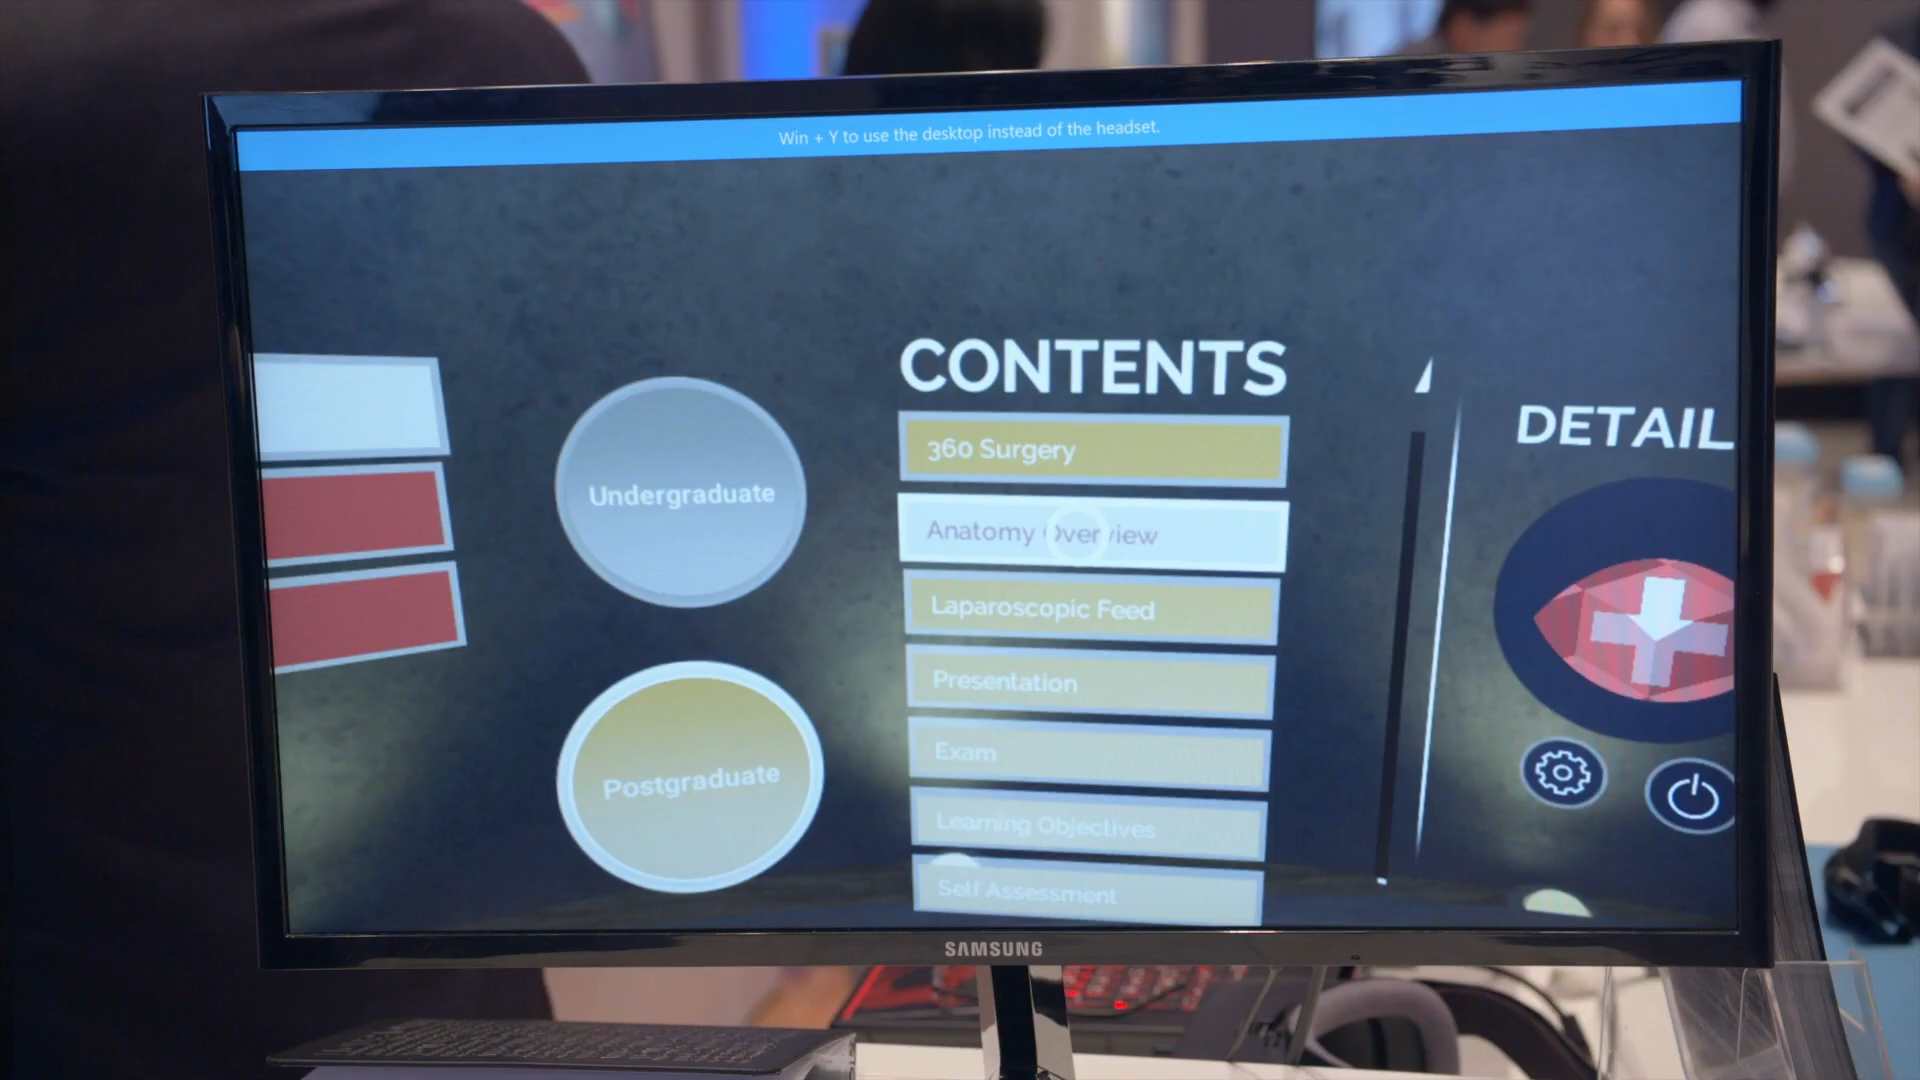 Win + Y to use the desktop instead of the headset.
CONTENTS
360 Surgery
Anatomy Overview
Laparoscopic Feed
Presentation
Exam
Learning Objectives
Self Assessment
Undergraduate
Postgraduate
DETAIL
SAMSUNG